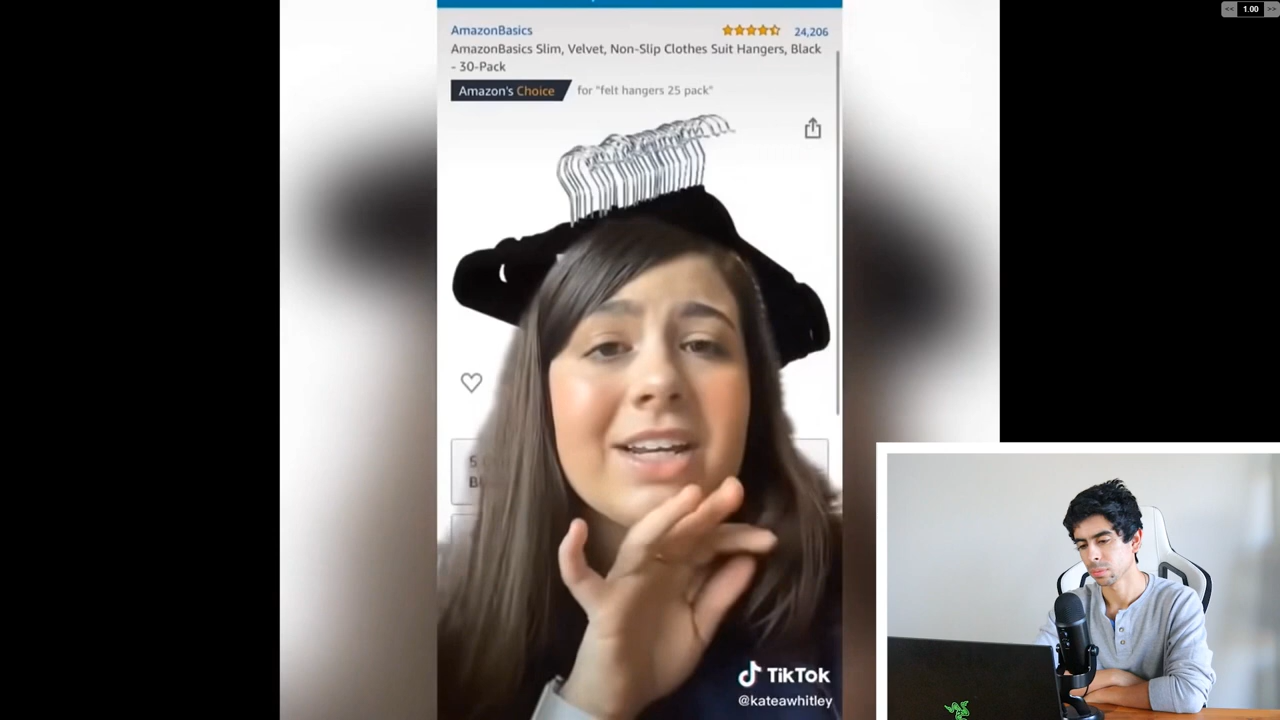 << 1.00 >>
AmazonBasics 24,206
AmazonBasics Slim, Velvet, Non-Slip Clothes Suit Hangers, Black
- 30-Pack
Amazon's Choice for "felt hangers 25 pack"
TikTok
@kateawhitley